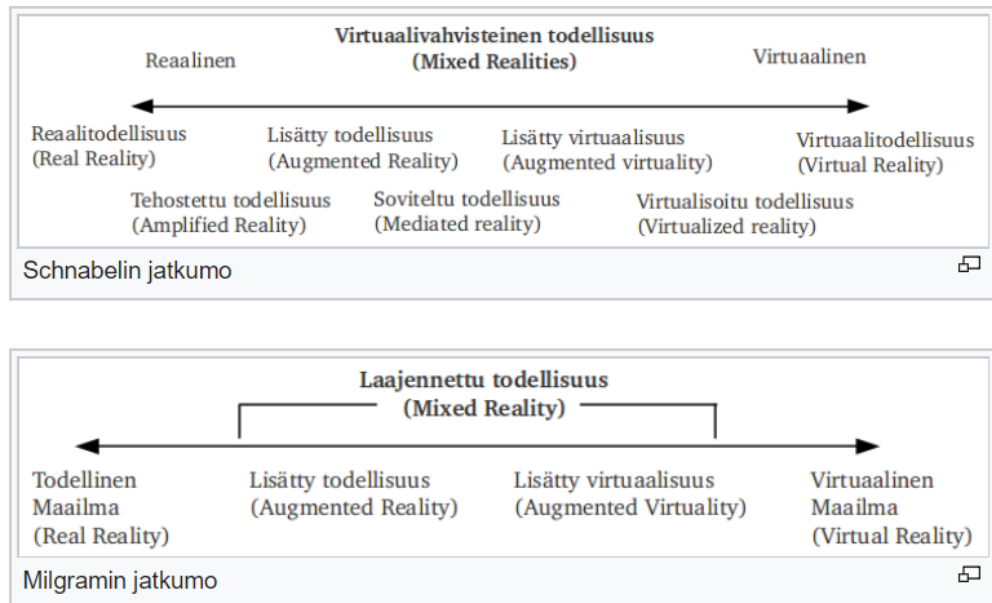 Virtuaalivahvisteinen todellisuus
Reaalinen (Mixed Realities) Virtuaalinen
Reaalitodellisuus Lisätty todellisuus Lisätty virtuaalisuus Virtuaalitodellisuus
(Real Reality) (Augmented Reality) (Augmented virtuality) (Virtual Reality)
Tehostettu todellisuus Soviteltu todellisuus Virtualisoitu todellisuus
(Amplified Reality) (Mediated reality) (Virtualized reality)
Schnabelin jatkumo
Laajennettu todellisuus
(Mixed Reality)
Todellinen Lisätty todellisuus Lisätty virtuaalisuus Virtuaalinen
Maailma (Augmented Reality) (Augmented Virtuality) Maailma
(Real Reality) (Virtual Reality)
Milgramin jatkumo